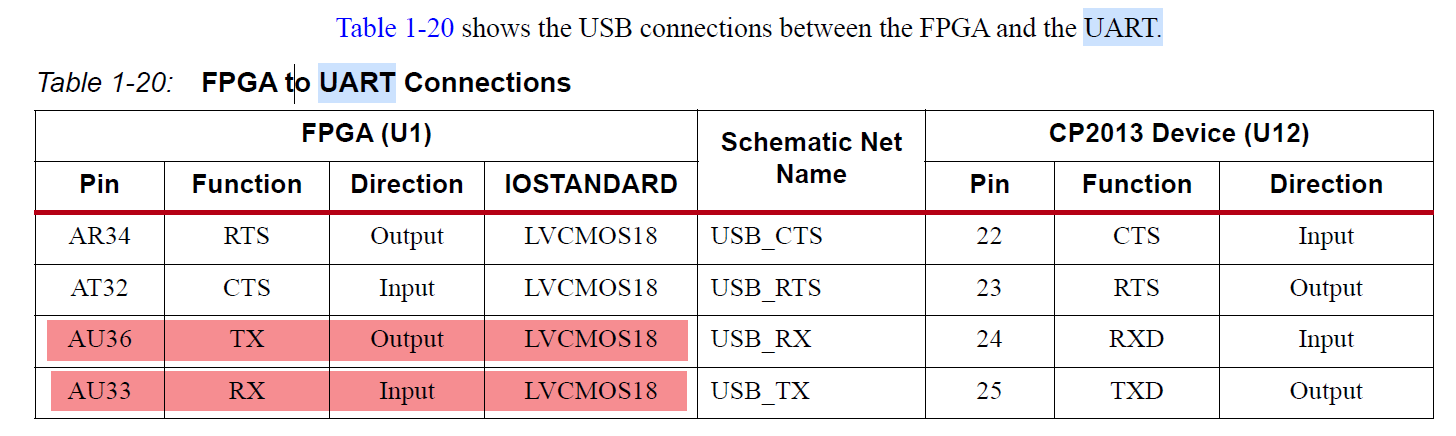 Table 1-20 shows the USB connections between the FPGA and the UART.
Table 1-20: FPGA to UART Connections
FPGA (U1) Schematic Net Name CP2013 Device (U12)
Pin Function Direction IOSTANDARD Pin Function Direction
AR34 RTS Output LVCMOS18 USB_CTS 22 CTS Input
AT32 CTS Input LVCMOS18 USB_RTS 23 RTS Output
AU36 TX Output LVCMOS18 USB_RX 24 RXD Input
AU33 RX Input LVCMOS18 USB_TX 25 TXD Output